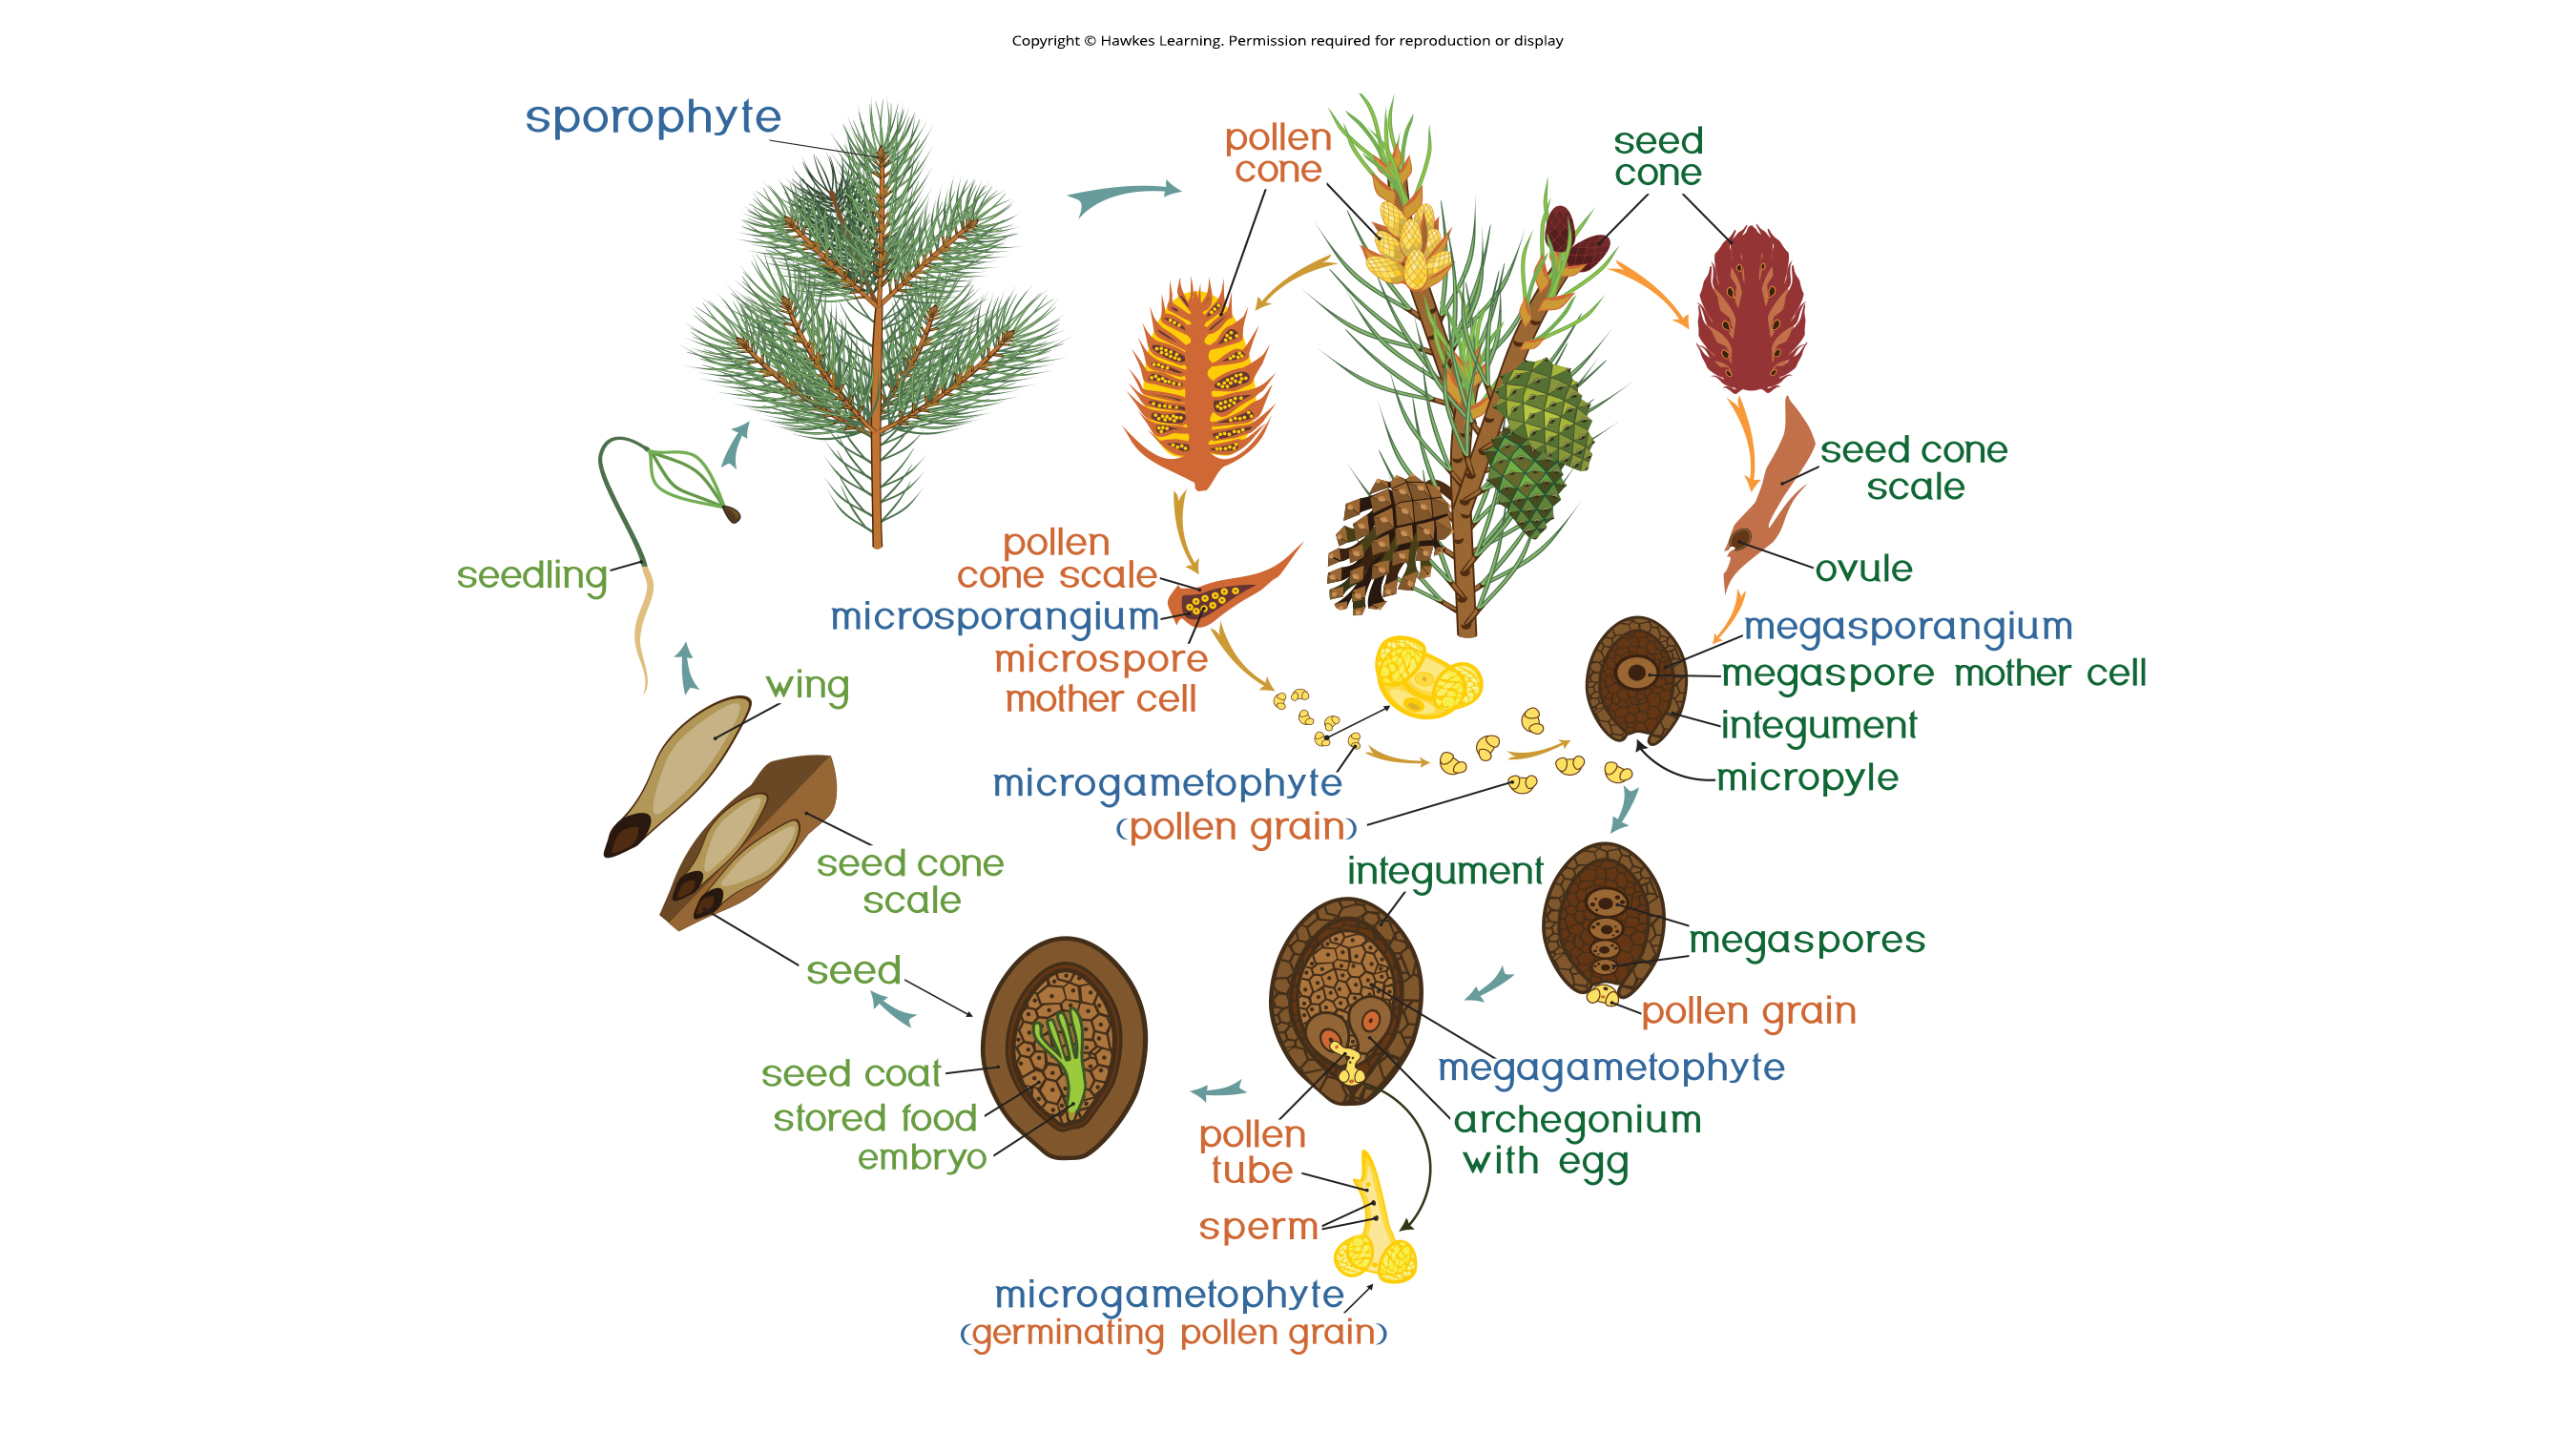 Copyright © Hawkes Learning. Permission required for reproduction or display
sporophyte
pollen
cone
seed
cone
seed cone
scale
ovule
pollen
cone scale
microsporangium
microspore
mother cell
seedling
megasporangium
megaspore mother cell
integument
micropyle
wing
microgametophyte
(pollen grain)
seed cone
scale
integument
megaspores
seed
pollen grain
megagametophyte
seed coat
stored food
embryo
archegonium
with egg
pollen
tube
sperm
microgametophyte
(germinating pollen grain)